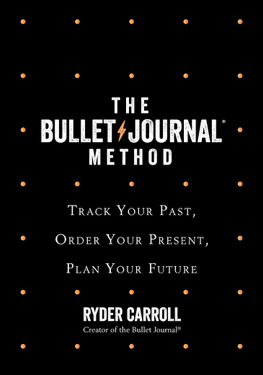 THE
BULLET JOURNAL®
METHOD
TRACK YOUR PAST,
ORDER YOUR PRESENT,
PLAN YOUR FUTURE
RYDER CARROLL
Creator of the Bullet Journal®